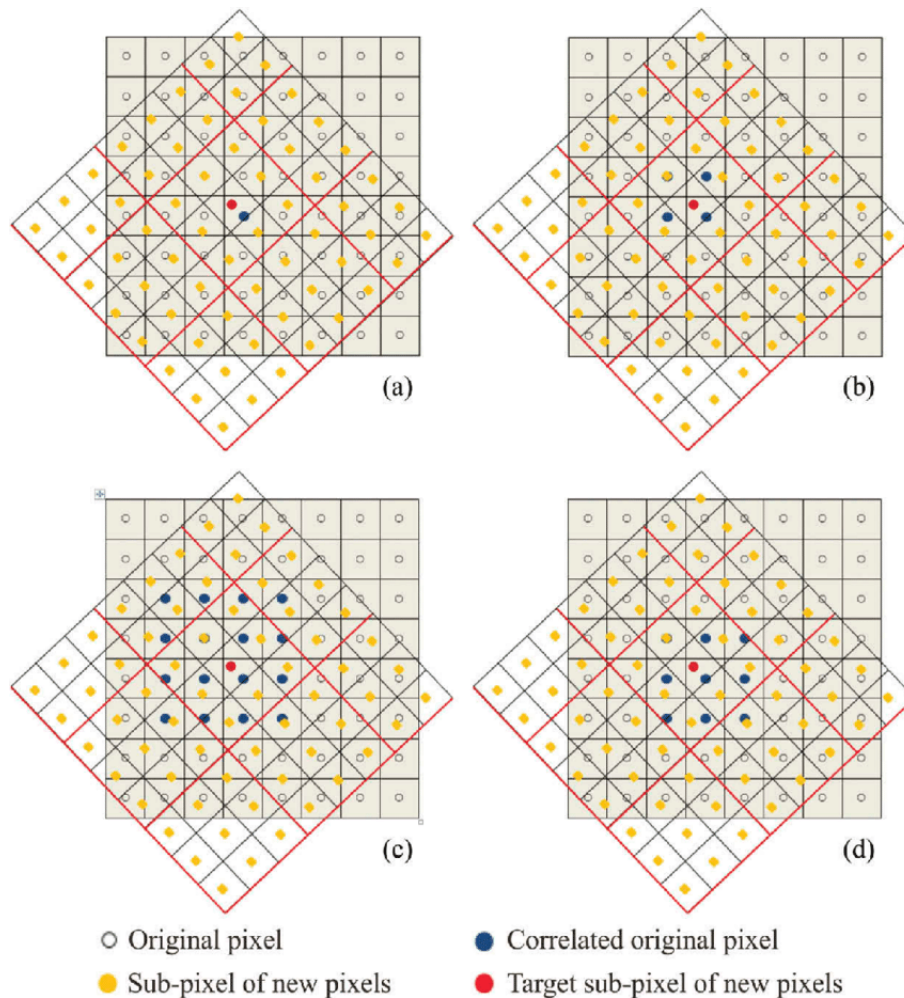 (a)
(b)
(c)
(d)
Original pixel
Correlated original pixel
Sub-pixel of new pixels
Target sub-pixel of new pixels